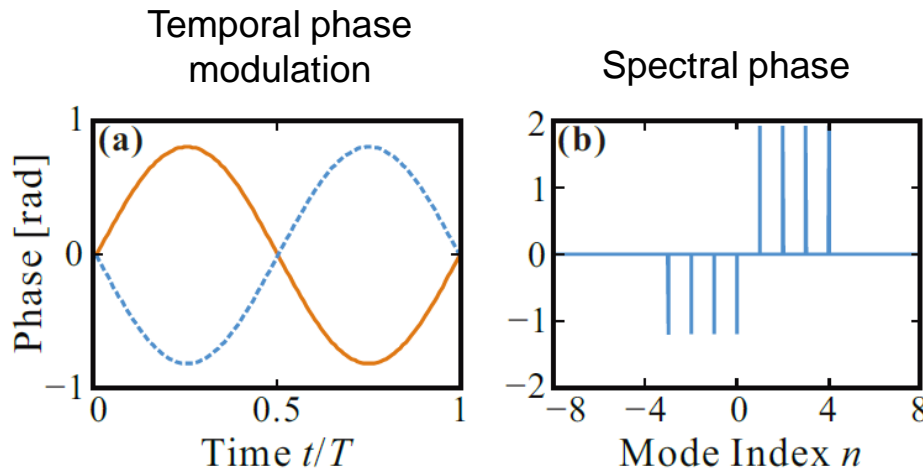 Temporal phase
modulation
Spectral phase
(a)
1
0
−1
Phase [rad]
0
0.5
1
Time t/T
(b)
2
1
0
−1
−2
−8
−4
0
4
8
Mode Index n